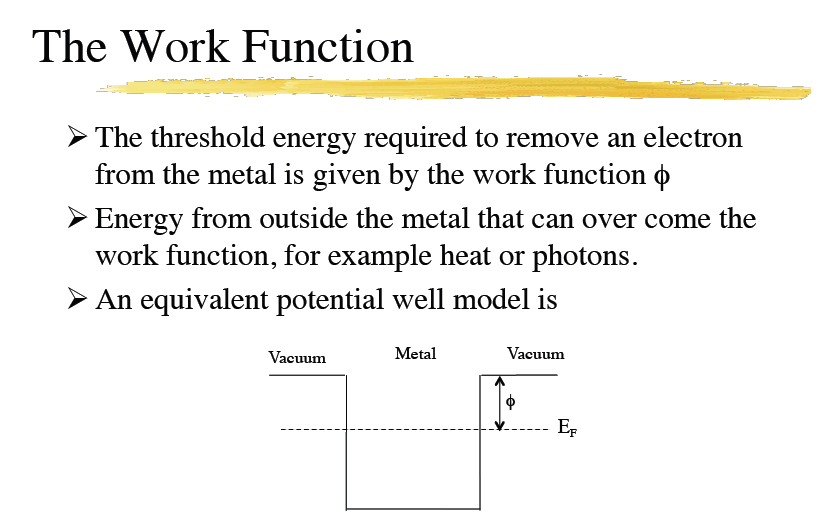 The Work Function
➢ The threshold energy required to remove an electron
from the metal is given by the work function ϕ
➢ Energy from outside the metal that can over come the
work function, for example heat or photons.
➢ An equivalent potential well model is
Vacuum Metal Vacuum
ϕ
E_F